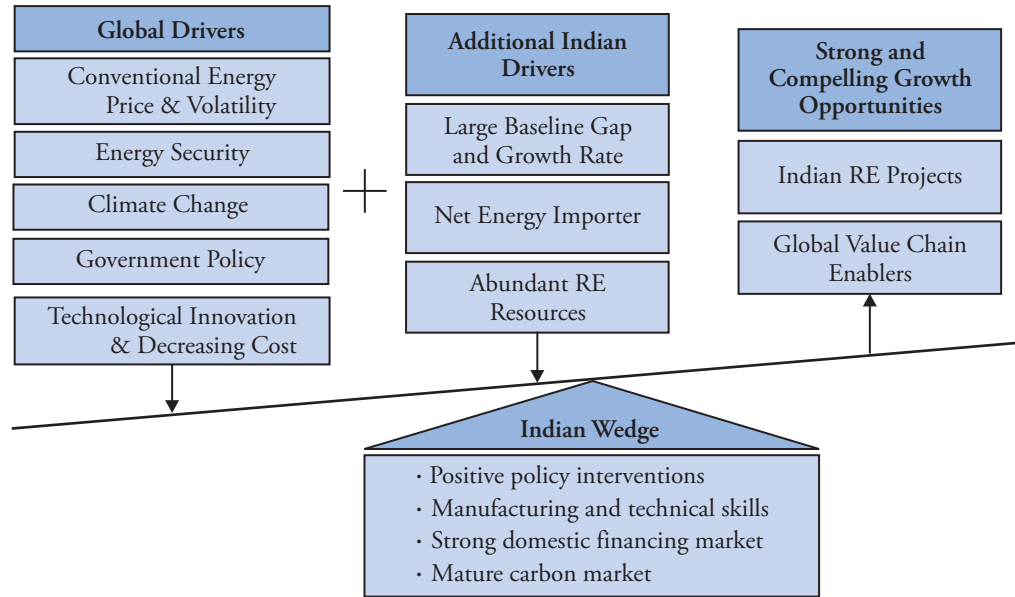 Global Drivers
Conventional Energy
Price & Volatility
Energy Security
Climate Change
Government Policy
Technological Innovation
& Decreasing Cost
+
Additional Indian
Drivers
Large Baseline Gap
and Growth Rate
Net Energy Importer
Abundant RE
Resources
Strong and
Compelling Growth
Opportunities
Indian RE Projects
Global Value Chain
Enablers
Indian Wedge
· Positive policy interventions
· Manufacturing and technical skills
· Strong domestic financing market
· Mature carbon market